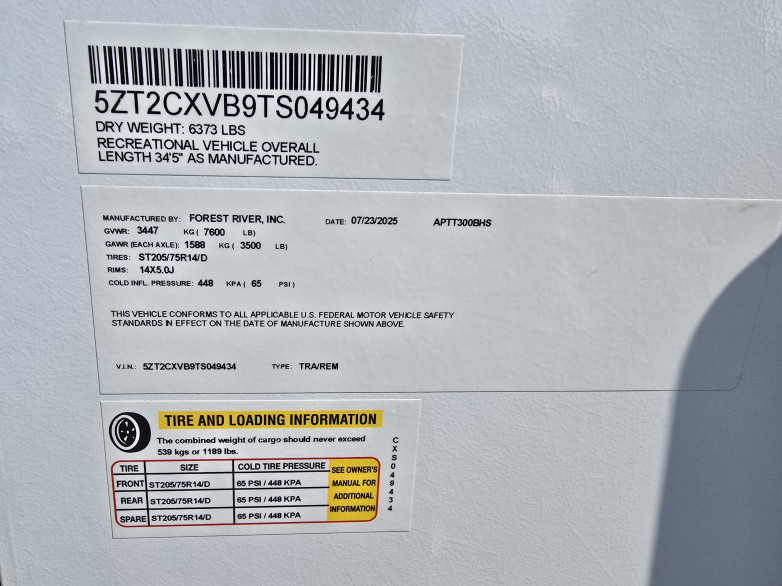 5ZT2CXVB9TS049434
DRY WEIGHT: 6373 LBS
RECREATIONAL VEHICLE OVERALL
LENGTH 34'5" AS MANUFACTURED.
MANUFACTURED BY: FOREST RIVER, INC. DATE: 07/23/2025 APTT300BHS
GVWR: 3447 KG ( 7600 LB)
GAWR (EACH AXLE): 1588 KG ( 3500 LB)
TIRES: ST205/75R14/D
RIMS: 14X5.0J
COLD INFL. PRESSURE: 448 KPA ( 65 PSI )
THIS VEHICLE CONFORMS TO ALL APPLICABLE U.S. FEDERAL MOTOR VEHICLE SAFETY
STANDARDS IN EFFECT ON THE DATE OF MANUFACTURE SHOWN ABOVE.
V.I.N.: 5ZT2CXVB9TS049434 TYPE: TRA/REM
TIRE AND LOADING INFORMATION
The combined weight of cargo should never exceed
539 kgs or 1189 lbs.
TIRE SIZE COLD TIRE PRESSURE
FRONT ST205/75R14/D 65 PSI / 448 KPA
REAR ST205/75R14/D 65 PSI / 448 KPA
SPARE ST205/75R14/D 65 PSI / 448 KPA
SEE OWNER'S
MANUAL FOR
ADDITIONAL
INFORMATION
CXS049434